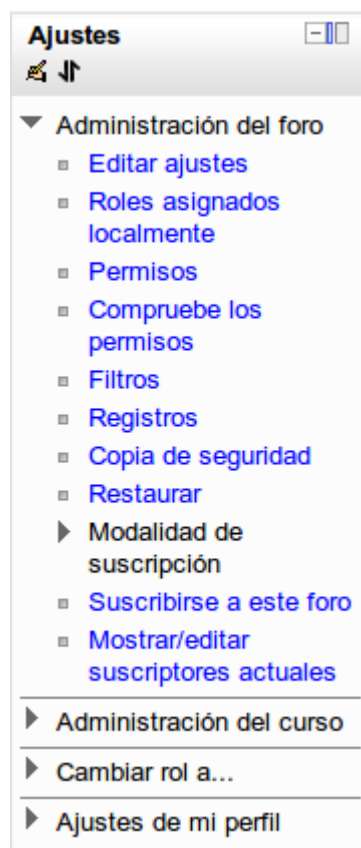 Ajustes
Administración del foro
Editar ajustes
Roles asignados
localmente
Permisos
Compruebe los
permisos
Filtros
Registros
Copia de seguridad
Restaurar
Modalidad de
suscripción
Suscribirse a este foro
Mostrar/editar
suscriptores actuales
Administración del curso
Cambiar rol a...
Ajustes de mi perfil